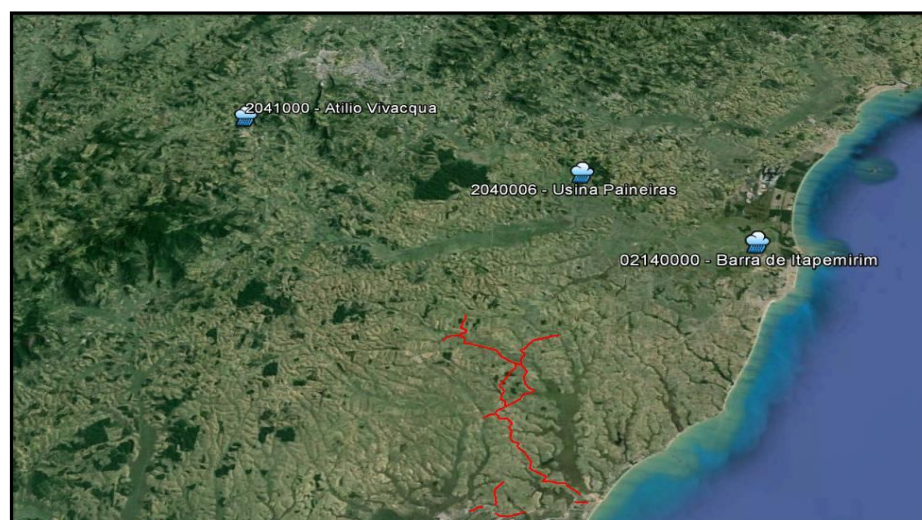 2041000 - Atilio Vivacqua
2040006 - Usina Paineiras
02140000 - Barra de Itapemirim